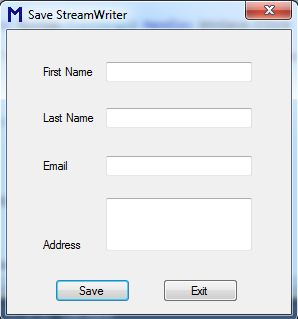 M Save StreamWriter
First Name
Last Name
Email
Address
Save Exit